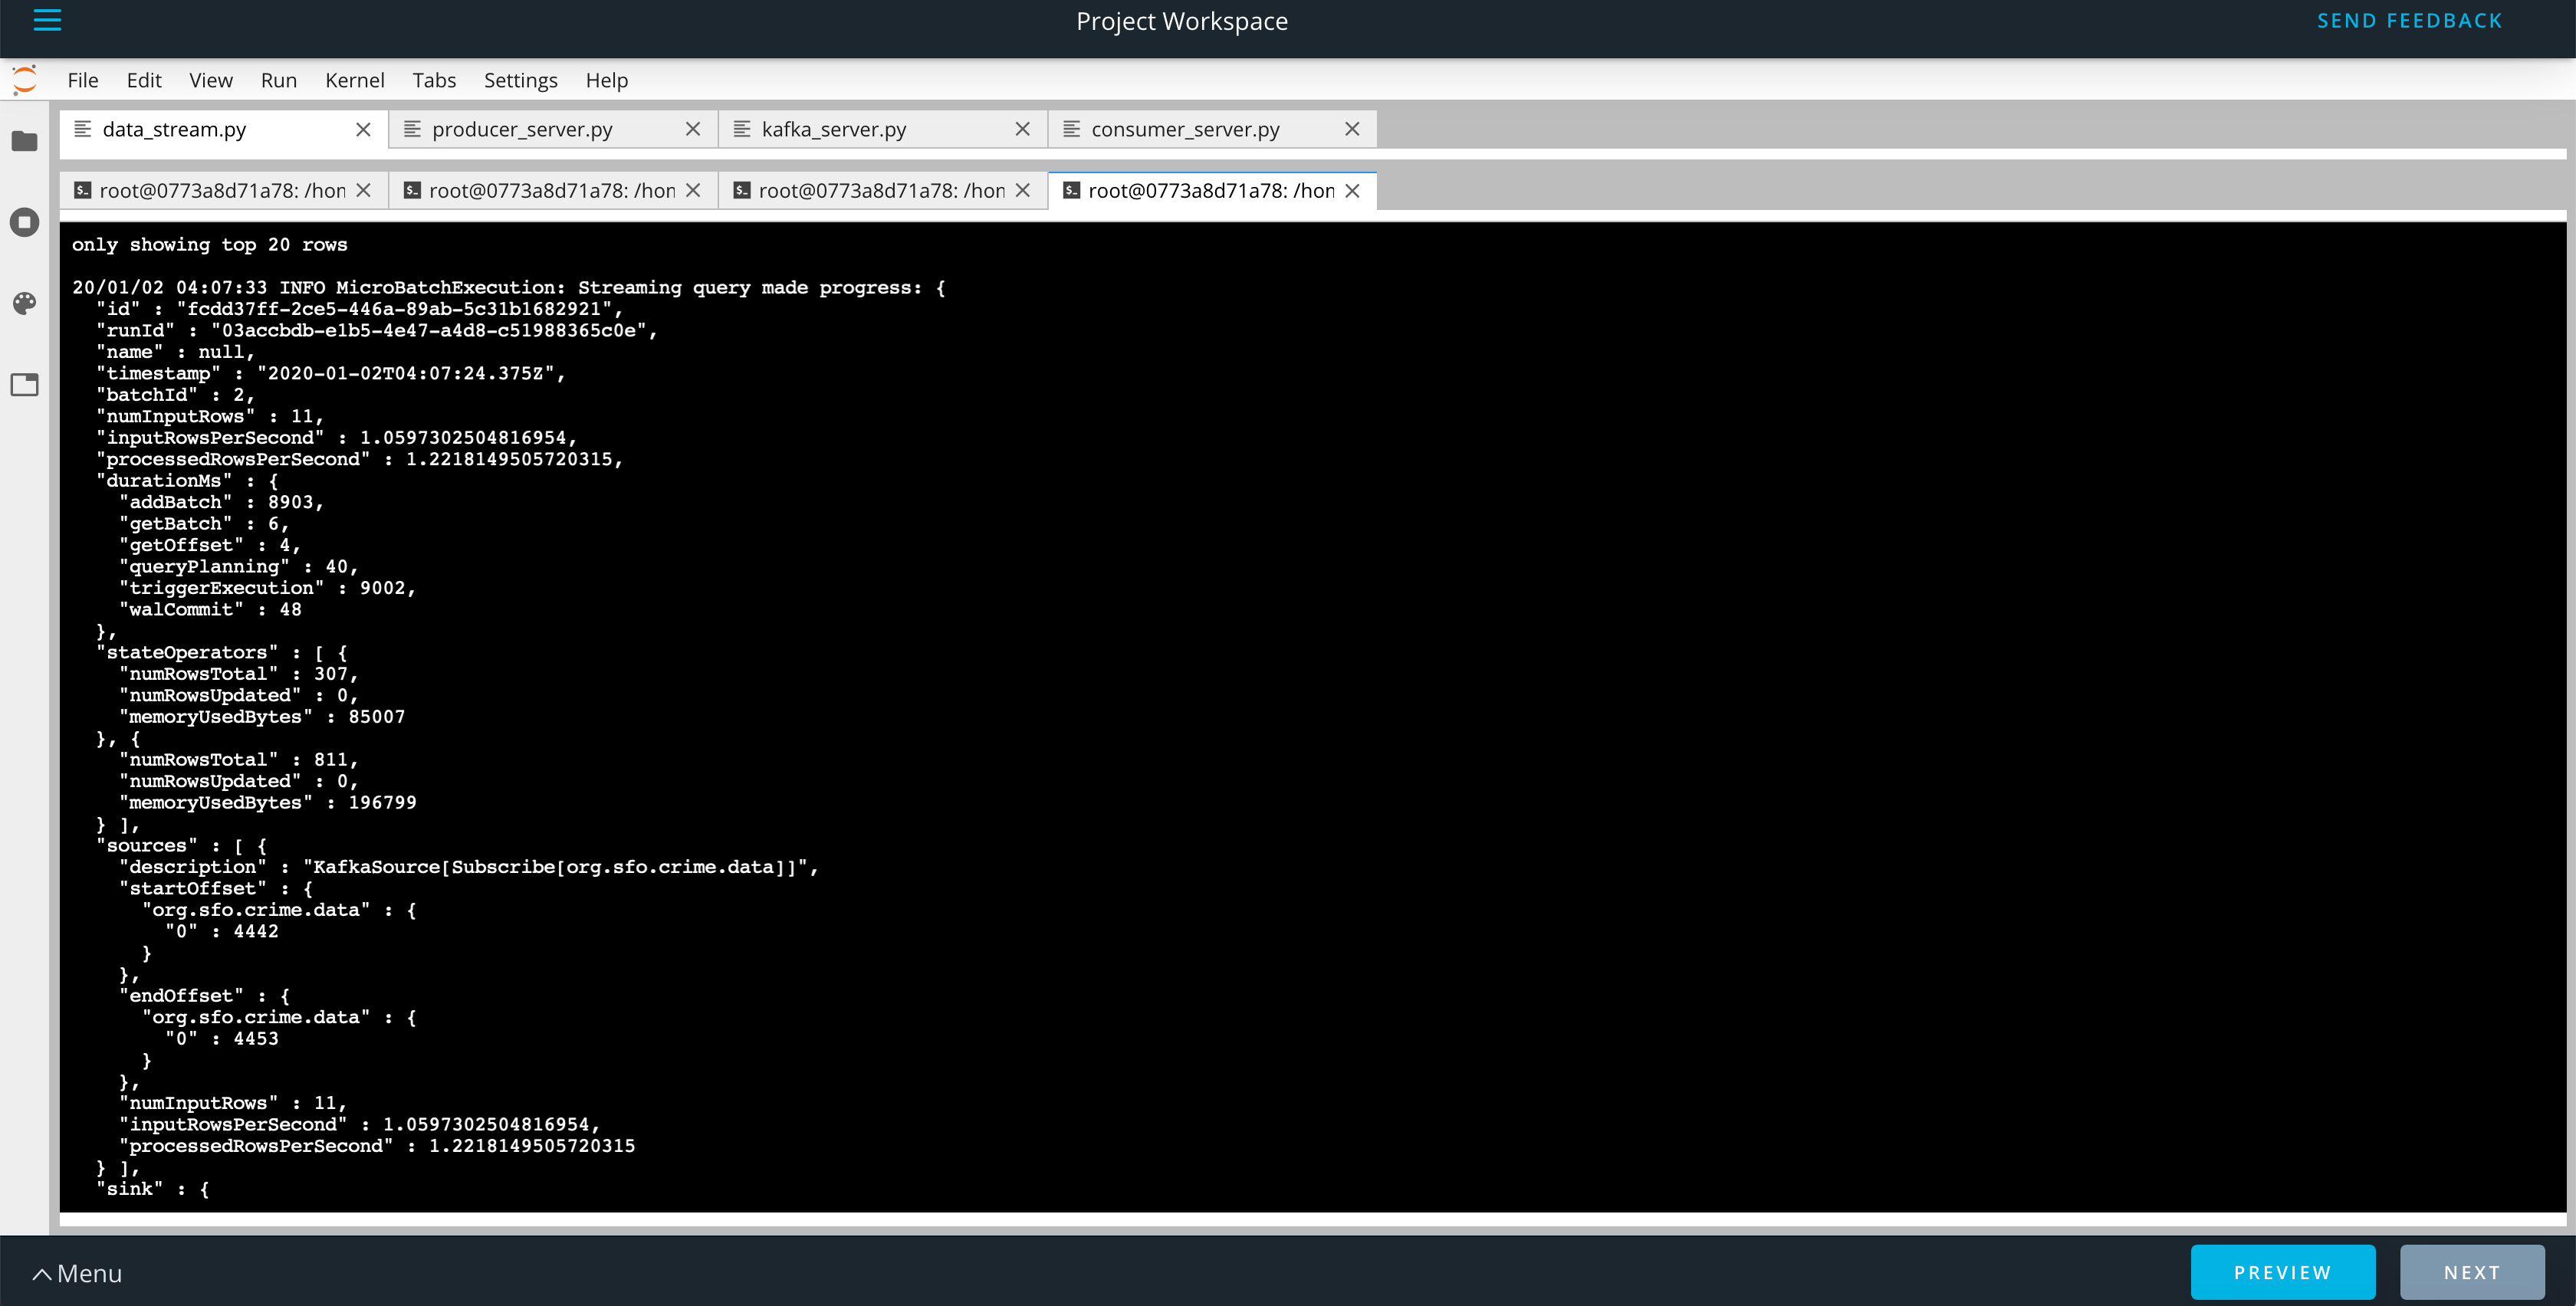 Project Workspace
SEND FEEDBACK
File Edit View Run Kernel Tabs Settings Help
data_stream.py producer_server.py kafka_server.py consumer_server.py
root@0773a8d71a78: /hon root@0773a8d71a78: /hon root@0773a8d71a78: /hon root@0773a8d71a78: /hon
only showing top 20 rows
20/01/02 04:07:33 INFO MicroBatchExecution: Streaming query made progress: {
"id" : "fcdd37ff-2ce5-446a-89ab-5c31b1682921",
"runId" : "03accbdb-e1b5-4e47-a4d8-c51988365c0e",
"name" : null,
"timestamp" : "2020-01-02T04:07:24.375Z",
"batchId" : 2,
"numInputRows" : 11,
"inputRowsPerSecond" : 1.0597302504816954,
"processedRowsPerSecond" : 1.2218149505720315,
"durationMs" : {
"addBatch" : 8903,
"getBatch" : 6,
"getOffset" : 4,
"queryPlanning" : 40,
"triggerExecution" : 9002,
"walCommit" : 48
},
"stateOperators" : [ {
"numRowsTotal" : 307,
"numRowsUpdated" : 0,
"memoryUsedBytes" : 85007
}, {
"numRowsTotal" : 811,
"numRowsUpdated" : 0,
"memoryUsedBytes" : 196799
} ],
"sources" : [ {
"description" : "KafkaSource[Subscribe[org.sfo.crime.data]]",
"startOffset" : {
"org.sfo.crime.data" : {
"0" : 4442
}
},
"endOffset" : {
"org.sfo.crime.data" : {
"0" : 4453
}
},
"numInputRows" : 11,
"inputRowsPerSecond" : 1.0597302504816954,
"processedRowsPerSecond" : 1.2218149505720315
} ],
"sink" : {
Menu
PREVIEW
NEXT